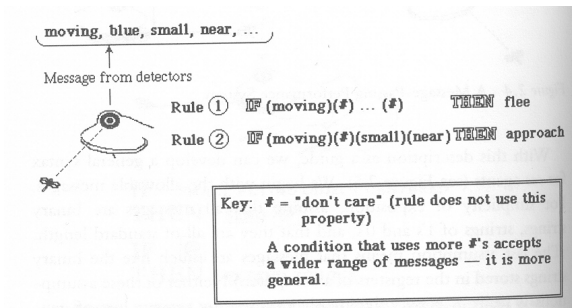 moving, blue, small, near, ...
Message from detectors
Rule ① IF (moving)(#) ... (#) THEN flee
Rule ② IF (moving)(#)(small)(near) THEN approach
Key: # = "don't care" (rule does not use this
property)
A condition that uses more #'s accepts
a wider range of messages — it is more
general.